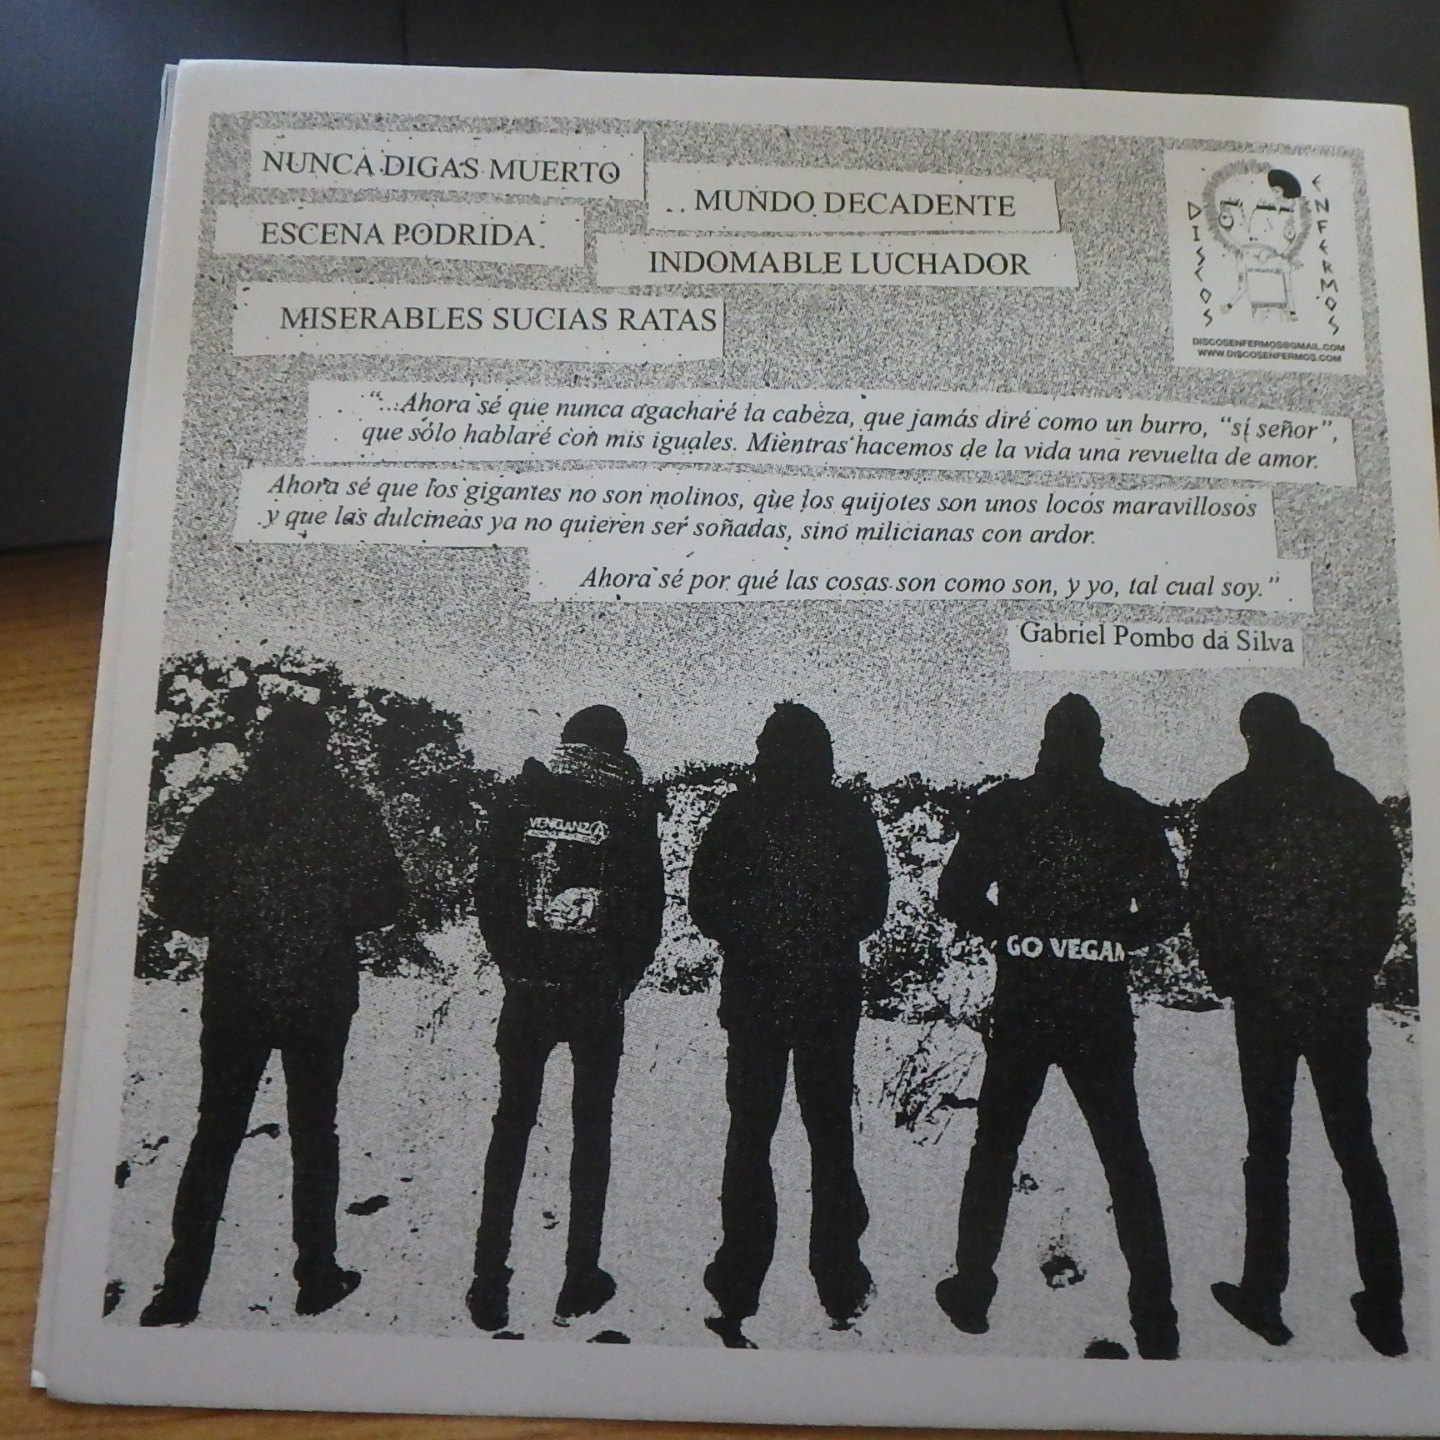 NUNCA DIGAS MUERTO
MUNDO DECADENTE
ESCENA PODRIDA
INDOMABLE LUCHADOR
MISERABLES SUCIAS RATAS
DISCOS
ENFERMOS
DISCOSENFERMOS@GMAIL.COM
WWW.DISCOSENFERMOS.COM
“...Ahora sé que nunca agacharé la cabeza, que jamás diré como un burro, “sí señor”,
que sólo hablaré con mis iguales. Mientras hacemos de la vida una revuelta de amor.
Ahora sé que los gigantes no son molinos, que los quijotes son unos locos maravillosos
y que las dulcineas ya no quieren ser soñadas, sino milicianas con ardor.
Ahora sé por qué las cosas son como son, y yo, tal cual soy.”
Gabriel Pombo da Silva
VENGANZA
GO VEGAN